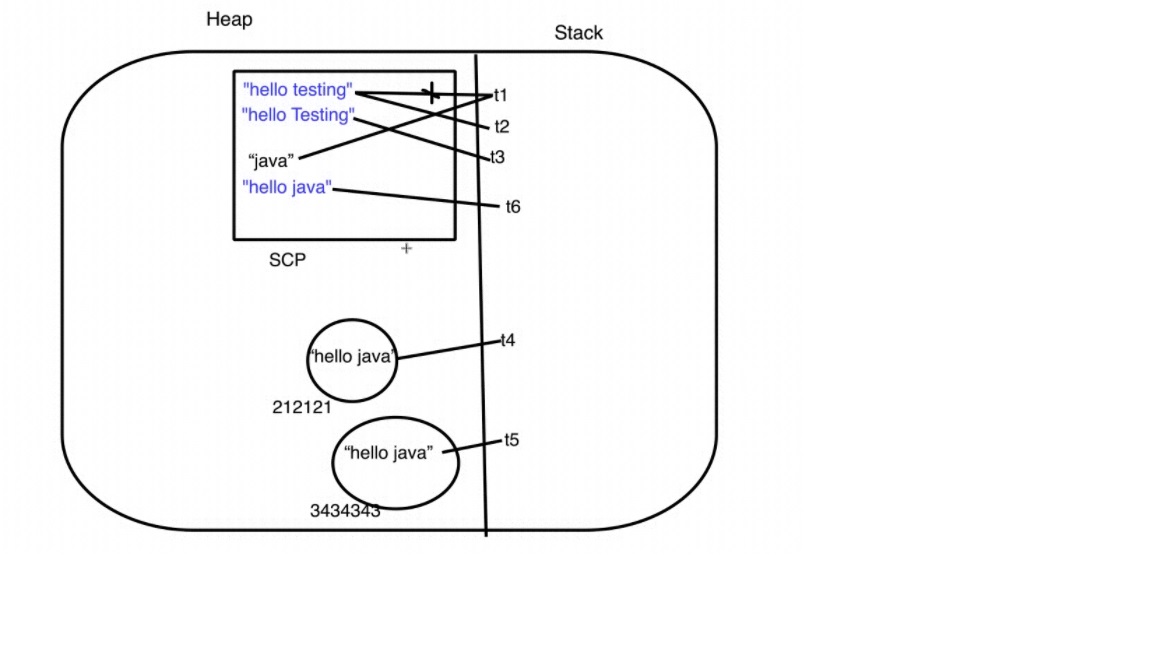 Heap
Stack
"hello testing"
t1
"hello Testing"
t2
t3
“java”
"hello java"
t6
SCP
t4
“hello java”
212121
t5
“hello java”
3434343